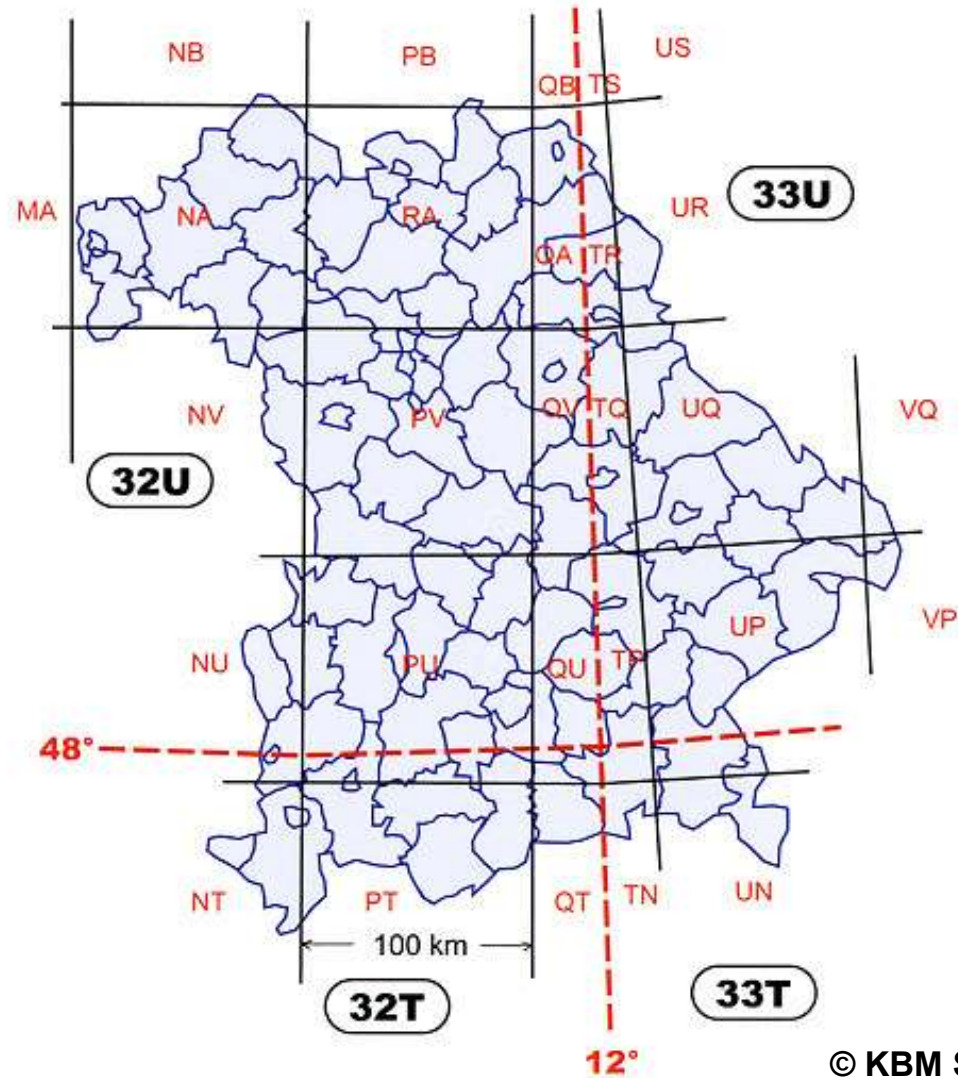 NB PB US
QB TS
MA NA RA UR 33U
QA TR
NV PV QV TQ UQ VQ
32U
NU PU QU TP UP VP
48°
NT PT QT TN UN
100 km
32T 33T
12°
© KBM S